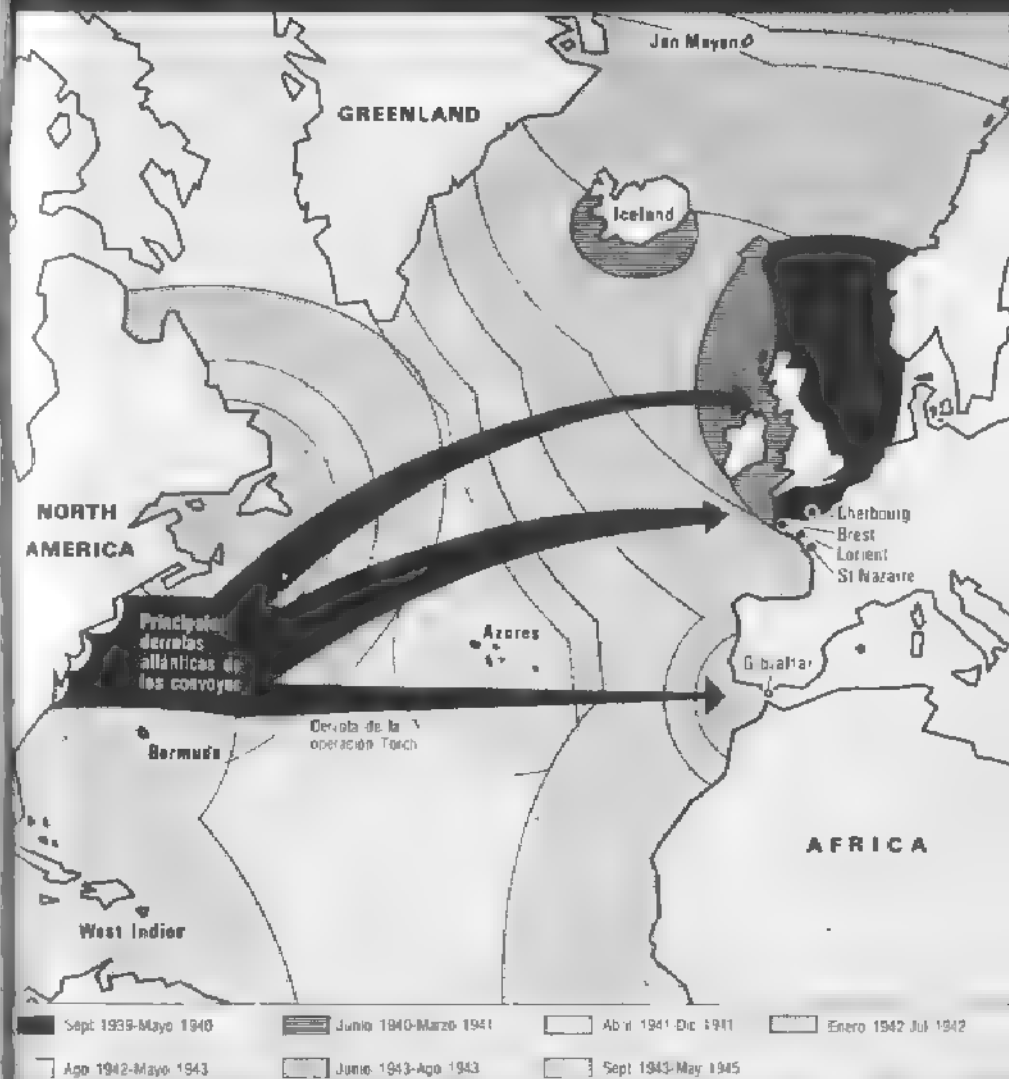 Jan Mayen
GREENLAND
Iceland
NORTH
AMERICA
Cherbourg
Brest
Lorient
St Nazaire
Principales
derrotas
atlánticas de
los convoyes
Azores
Gibraltar
Derrota de la
operación Torch
Bermuda
AFRICA
West Indies
Sept 1939-Mayo 1940
Junio 1940-Marzo 1941
Abril 1941-Dic 1941
Enero 1942 Jul 1942
Ago 1942-Mayo 1943
Junio 1943-Ago 1943
Sept 1943-May 1945